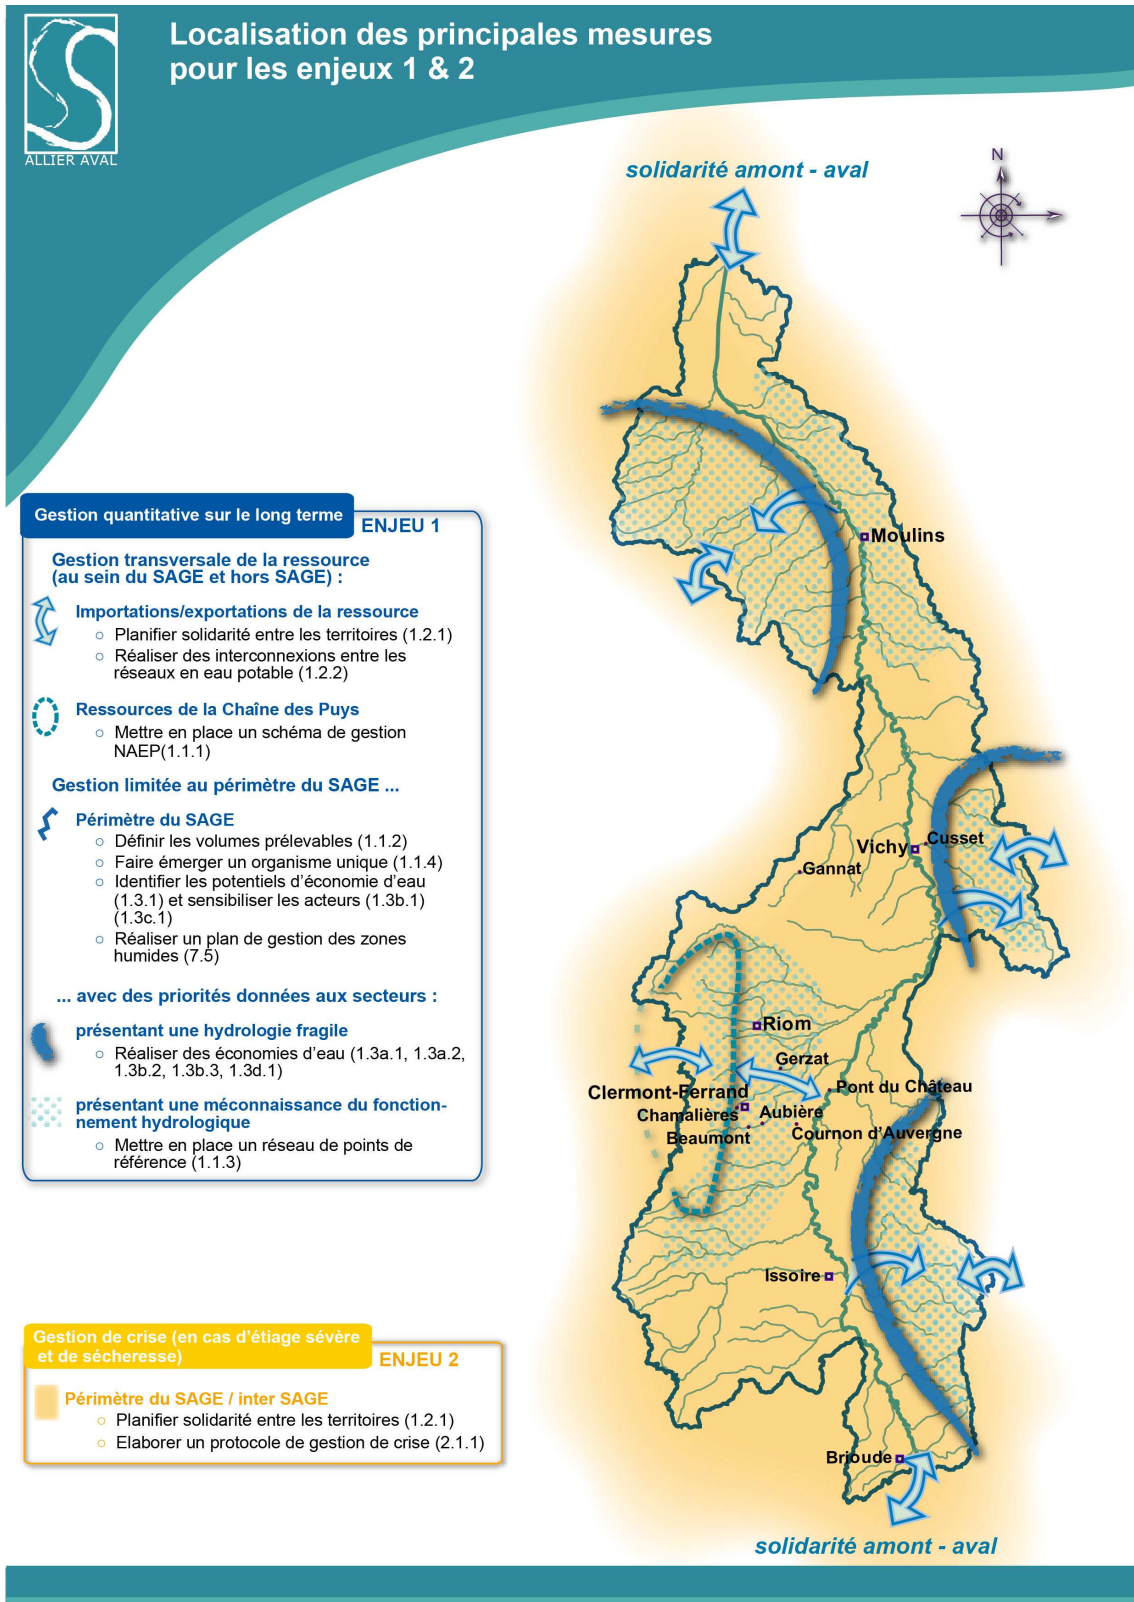 Localisation des principales mesures
pour les enjeux 1 & 2
ALLIER AVAL
solidarité amont - aval
N
Moulins
Vichy
Cusset
Gannat
Riom
Gerzat
Clermont-Ferrand
Pont du Château
Chamalières
Aubière
Beaumont
Cournon d'Auvergne
Issoire
Brioude
solidarité amont - aval
Gestion quantitative sur le long terme
ENJEU 1
Gestion transversale de la ressource
(au sein du SAGE et hors SAGE) :
Importations/exportations de la ressource
○ Planifier solidarité entre les territoires (1.2.1)
○ Réaliser des interconnexions entre les
réseaux en eau potable (1.2.2)
Ressources de la Chaîne des Puys
○ Mettre en place un schéma de gestion
NAEP(1.1.1)
Gestion limitée au périmètre du SAGE ...
Périmètre du SAGE
○ Définir les volumes prélevables (1.1.2)
○ Faire émerger un organisme unique (1.1.4)
○ Identifier les potentiels d'économie d'eau
(1.3.1) et sensibiliser les acteurs (1.3b.1)
(1.3c.1)
○ Réaliser un plan de gestion des zones
humides (7.5)
... avec des priorités données aux secteurs :
présentant une hydrologie fragile
○ Réaliser des économies d'eau (1.3a.1, 1.3a.2,
1.3b.2, 1.3b.3, 1.3d.1)
présentant une méconnaissance du fonction-
nement hydrologique
○ Mettre en place un réseau de points de
référence (1.1.3)
Gestion de crise (en cas d'étiage sévère
et de sécheresse)
ENJEU 2
Périmètre du SAGE / inter SAGE
○ Planifier solidarité entre les territoires (1.2.1)
○ Elaborer un protocole de gestion de crise (2.1.1)